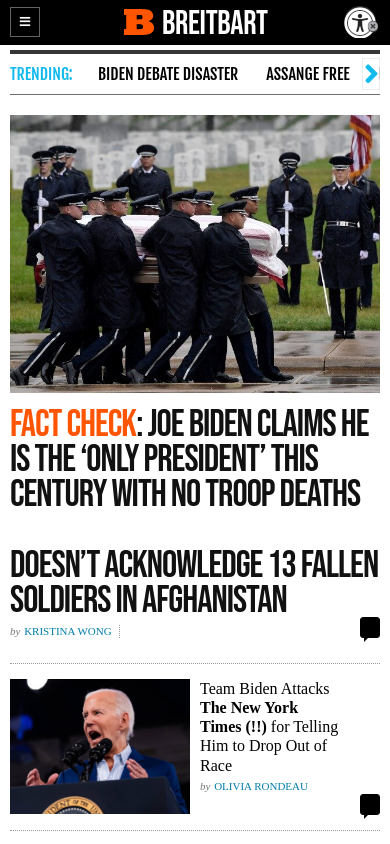 B BREITBART
TRENDING: BIDEN DEBATE DISASTER ASSANGE FREE
FACT CHECK: JOE BIDEN CLAIMS HE
IS THE ‘ONLY PRESIDENT’ THIS
CENTURY WITH NO TROOP DEATHS
DOESN’T ACKNOWLEDGE 13 FALLEN
SOLDIERS IN AFGHANISTAN
by KRISTINA WONG
Team Biden Attacks
The New York
Times (!!) for Telling
Him to Drop Out of
Race
by OLIVIA RONDEAU